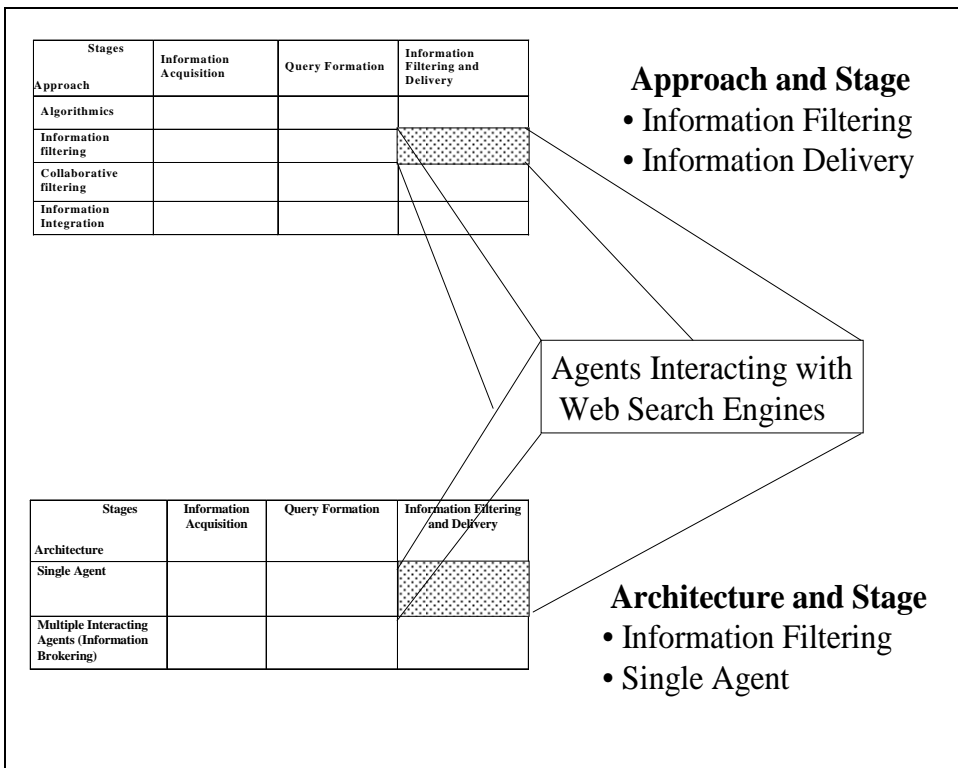 Stages
Approach
Information
Acquisition
Query Formation
Information
Filtering and
Delivery
Algorithmics
Information
filtering
Collaborative
filtering
Information
Integration
Approach and Stage
• Information Filtering
• Information Delivery
Agents Interacting with
Web Search Engines
Stages
Architecture
Information
Acquisition
Query Formation
Information Filtering
and Delivery
Single Agent
Multiple Interacting
Agents (Information
Brokering)
Architecture and Stage
• Information Filtering
• Single Agent